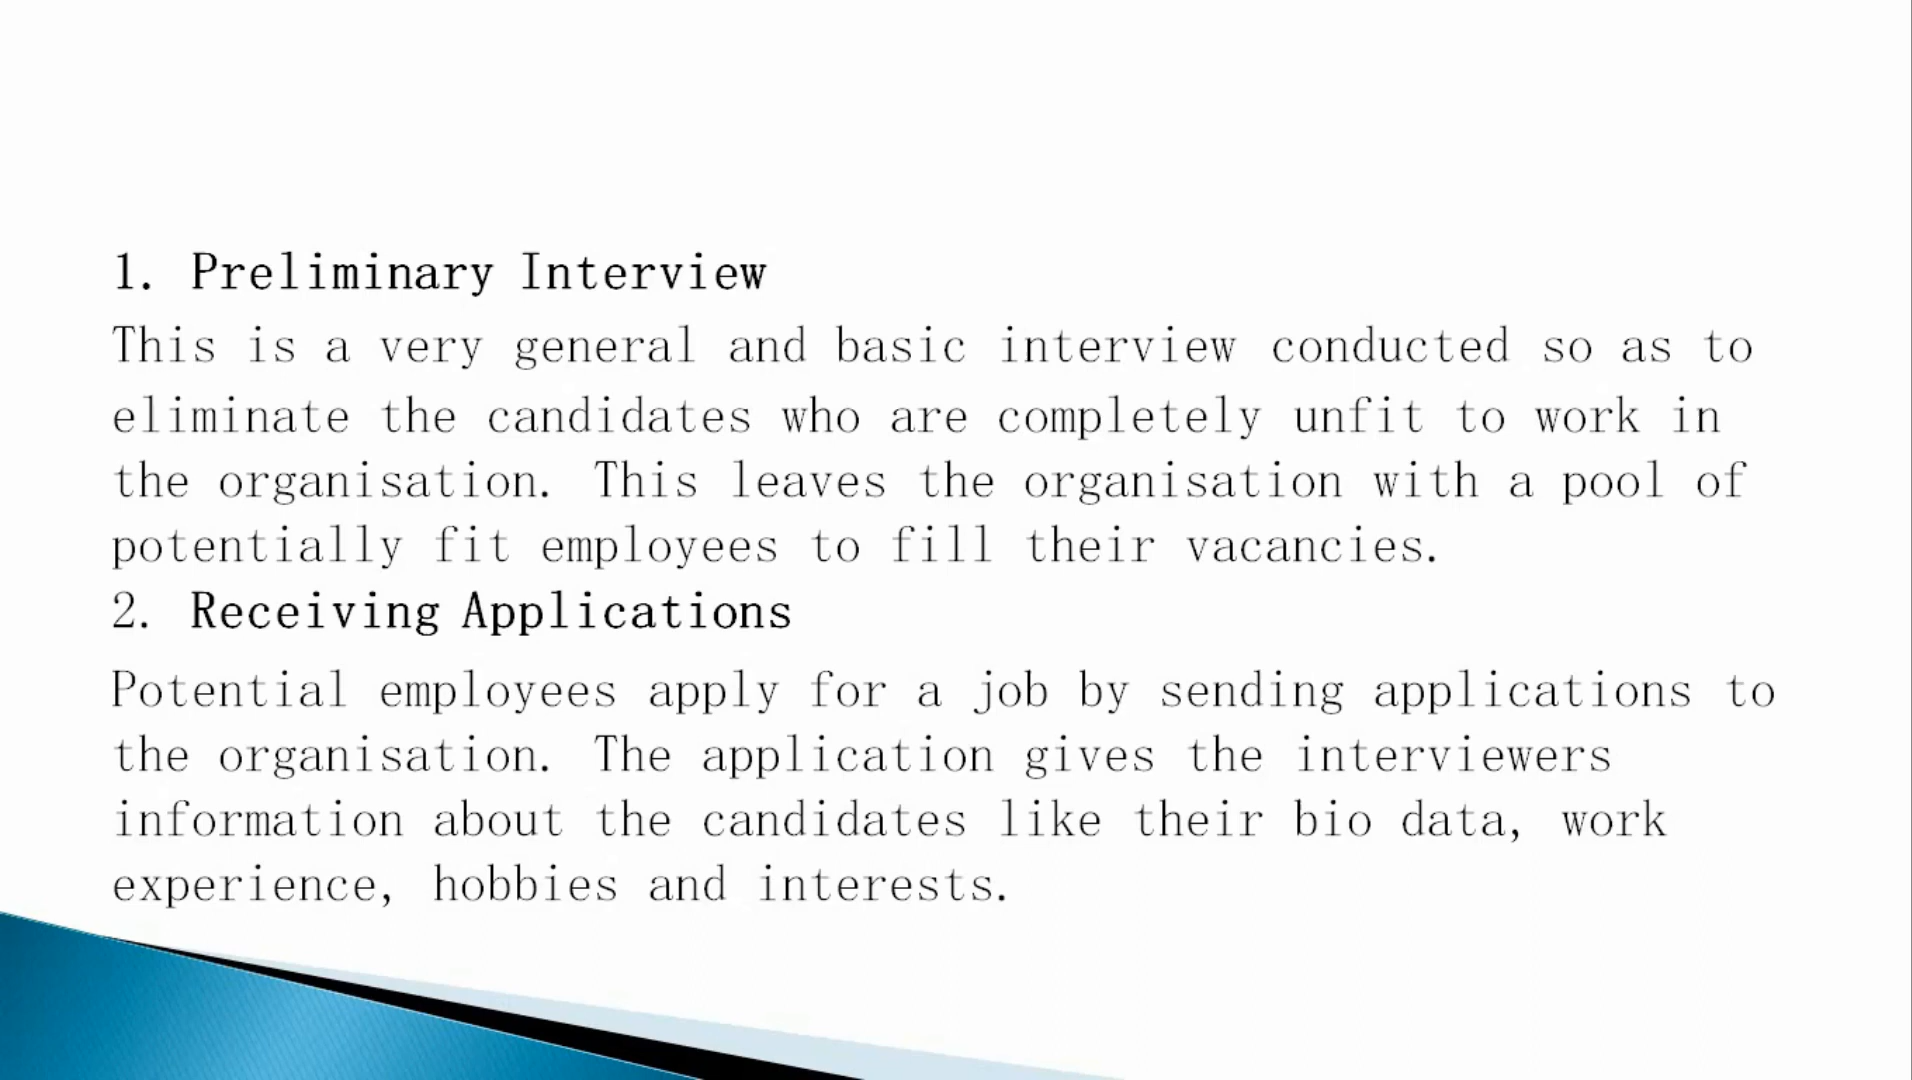 1. Preliminary Interview
This is a very general and basic interview conducted so as to
eliminate the candidates who are completely unfit to work in
the organisation. This leaves the organisation with a pool of
potentially fit employees to fill their vacancies.
2. Receiving Applications
Potential employees apply for a job by sending applications to
the organisation. The application gives the interviewers
information about the candidates like their bio data, work
experience, hobbies and interests.